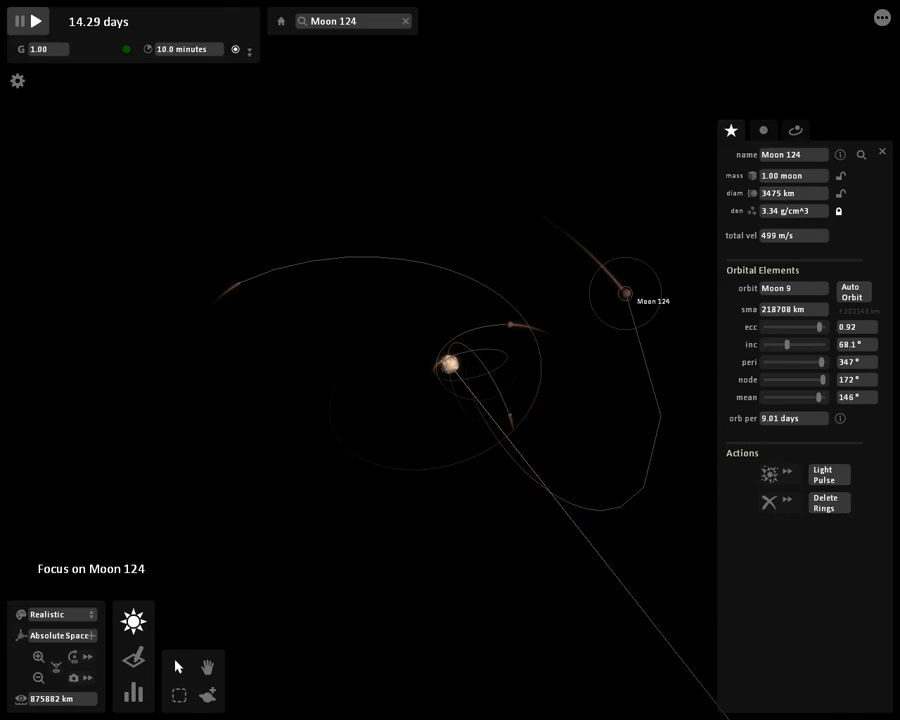 14.29 days
Moon 124
G 1.00
10.0 minutes
name Moon 124
mass 1.00 moon
diam 3475 km
den 3.34 g/cm^3
total vel 499 m/s
Orbital Elements
orbit Moon 9
Auto Orbit
sma 218708 km
ecc 0.92
inc 68.1°
peri 347°
node 172°
mean 146°
orb per 9.01 days
Actions
Light Pulse
Delete Rings
Moon 124
Focus on Moon 124
Realistic
Absolute Space
875882 km